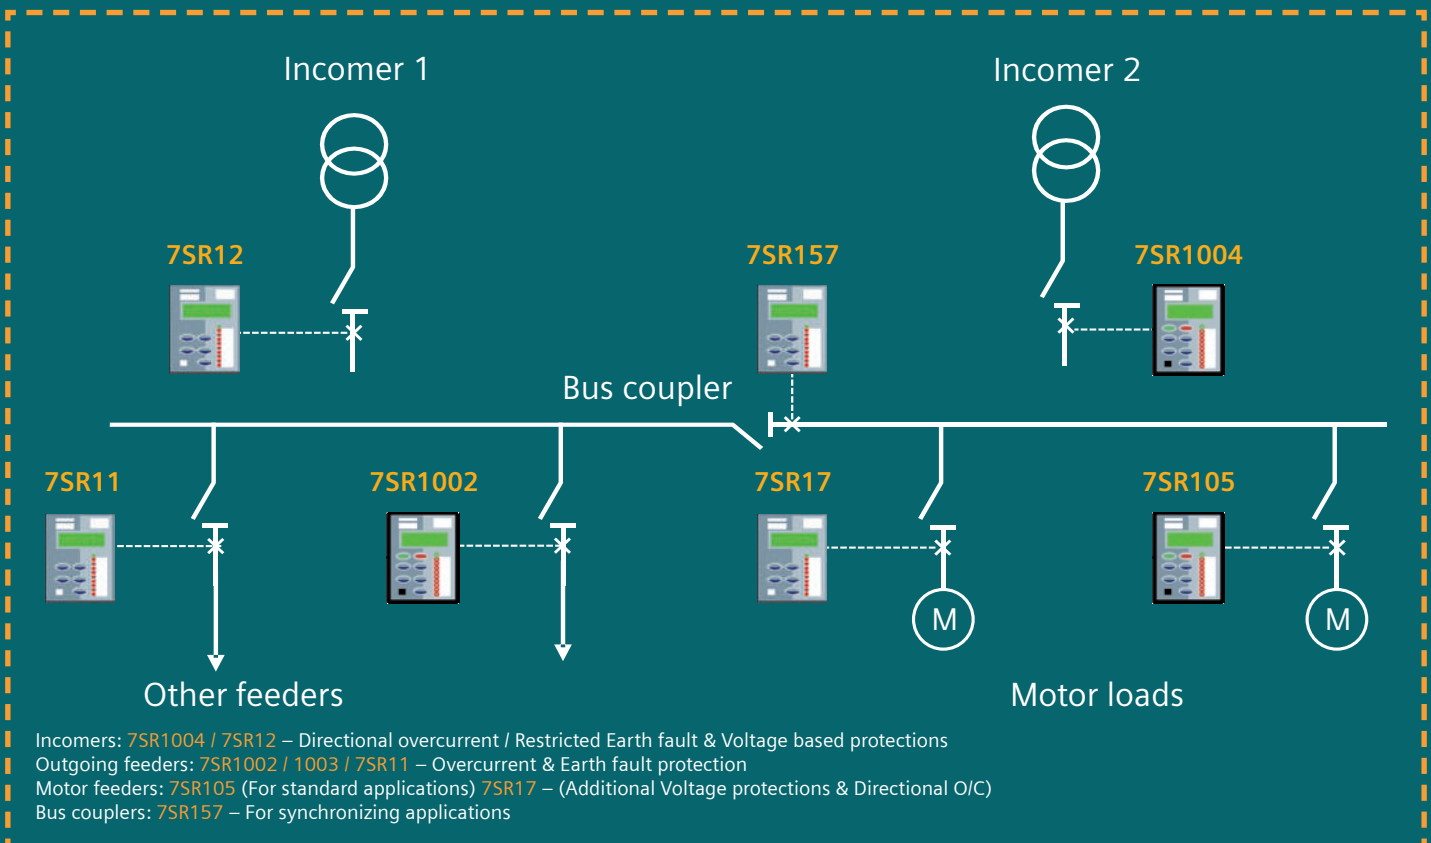 Incomer 1
Incomer 2
7SR12
7SR157
7SR1004
Bus coupler
7SR11
7SR1002
7SR17
7SR105
M
M
Other feeders
Motor loads
Incomers: 7SR1004 / 7SR12 – Directional overcurrent / Restricted Earth fault & Voltage based protections
Outgoing feeders: 7SR1002 / 1003 / 7SR11 – Overcurrent & Earth fault protection
Motor feeders: 7SR105 (For standard applications) 7SR17 – (Additional Voltage protections & Directional O/C)
Bus couplers: 7SR157 – For synchronizing applications